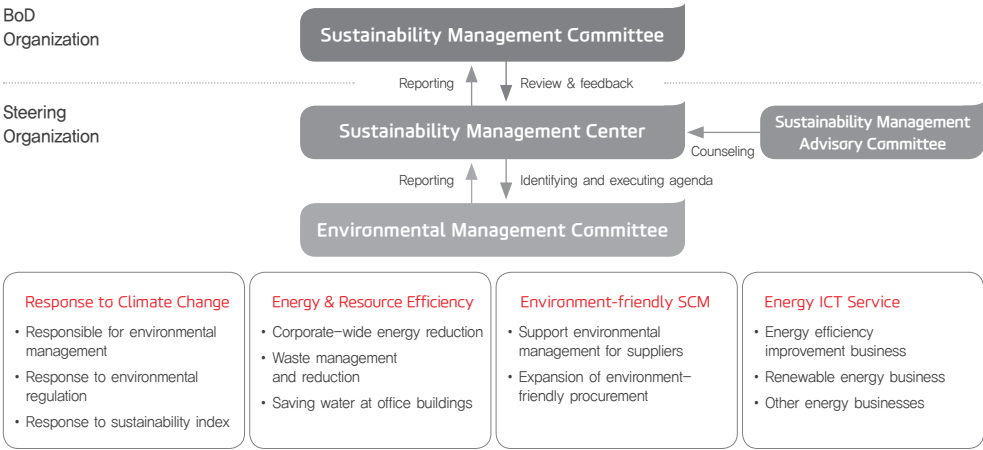 BoD
Organization
Sustainability Management Committee
Reporting
Review & feedback
Steering
Organization
Sustainability Management Center
Sustainability Management
Advisory Committee
Counseling
Reporting
Identifying and executing agenda
Environmental Management Committee
Response to Climate Change
• Responsible for environmental
management
• Response to environmental
regulation
• Response to sustainability index
Energy & Resource Efficiency
• Corporate-wide energy reduction
• Waste management
and reduction
• Saving water at office buildings
Environment-friendly SCM
• Support environmental
management for suppliers
• Expansion of environment-
friendly procurement
Energy ICT Service
• Energy efficiency
improvement business
• Renewable energy business
• Other energy businesses